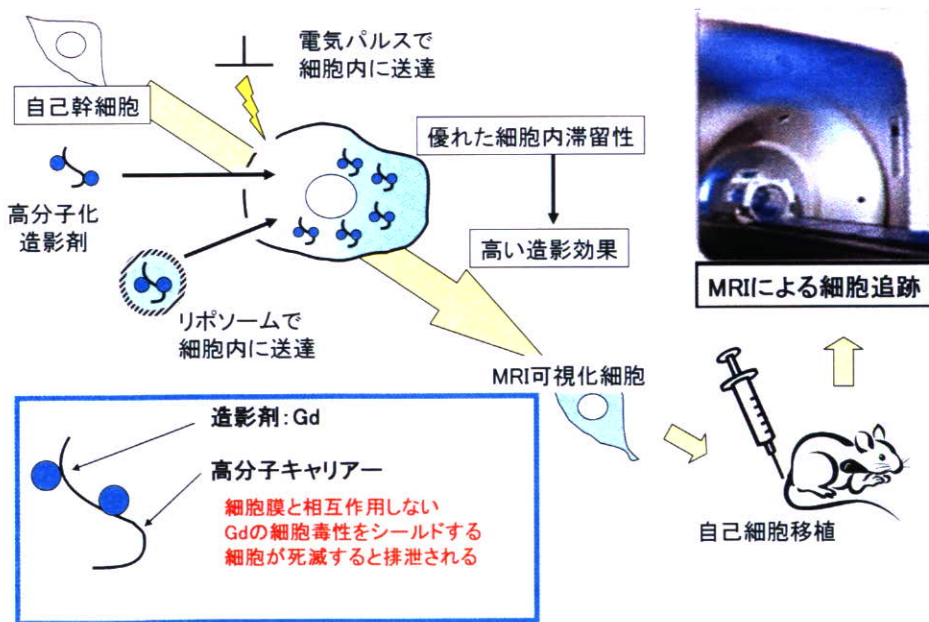 電気パルスで
細胞内に送達
自己幹細胞
優れた細胞内滞留性
高分子化
造影剤
高い造影効果
MRIによる細胞追跡
リポソームで
細胞内に送達
MRI可視化細胞
造影剤：Gd
高分子キャリアー
細胞膜と相互作用しない
Gdの細胞毒性をシールドする
細胞が死滅すると排泄される
自己細胞移植